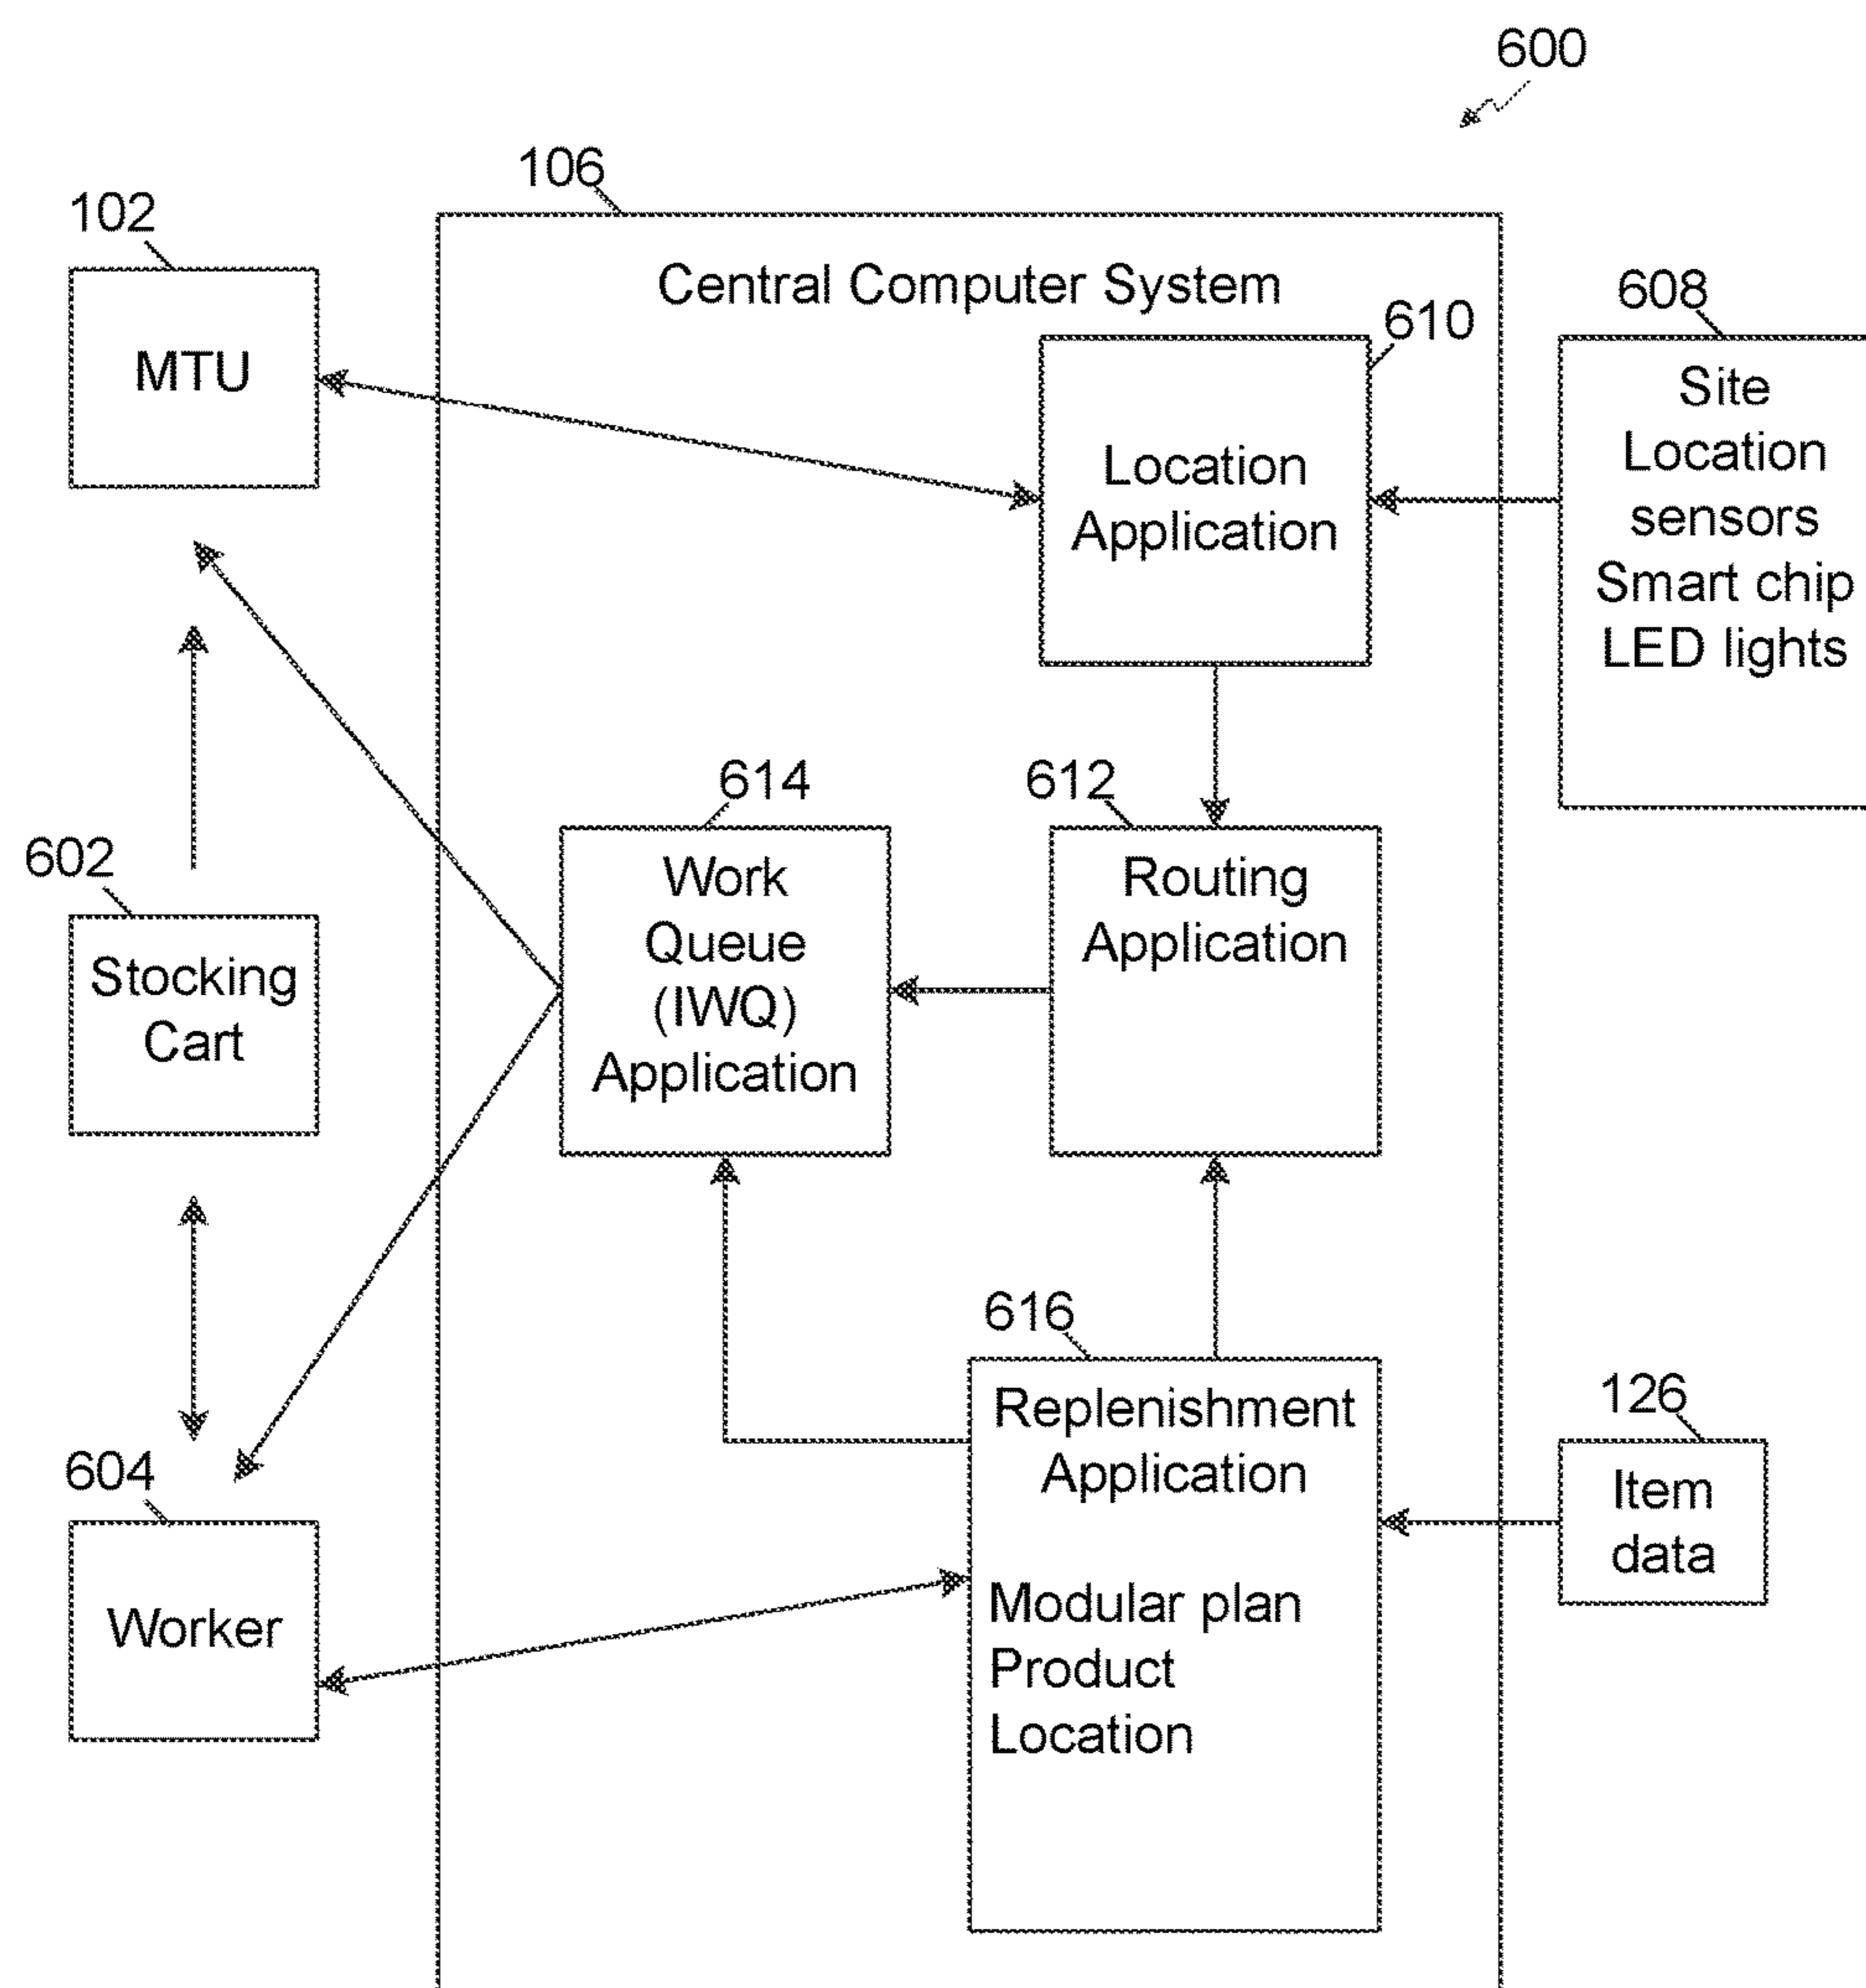 600
106
102
Central Computer System
608
610
MTU
Site
Location
sensors
Smart chip
LED lights
Location
Application
614
612
602
Work
Queue
(IWQ)
Application
Routing
Application
Stocking
Cart
616
126
604
Replenishment
Application
Item
data
Modular plan
Product
Location
Worker